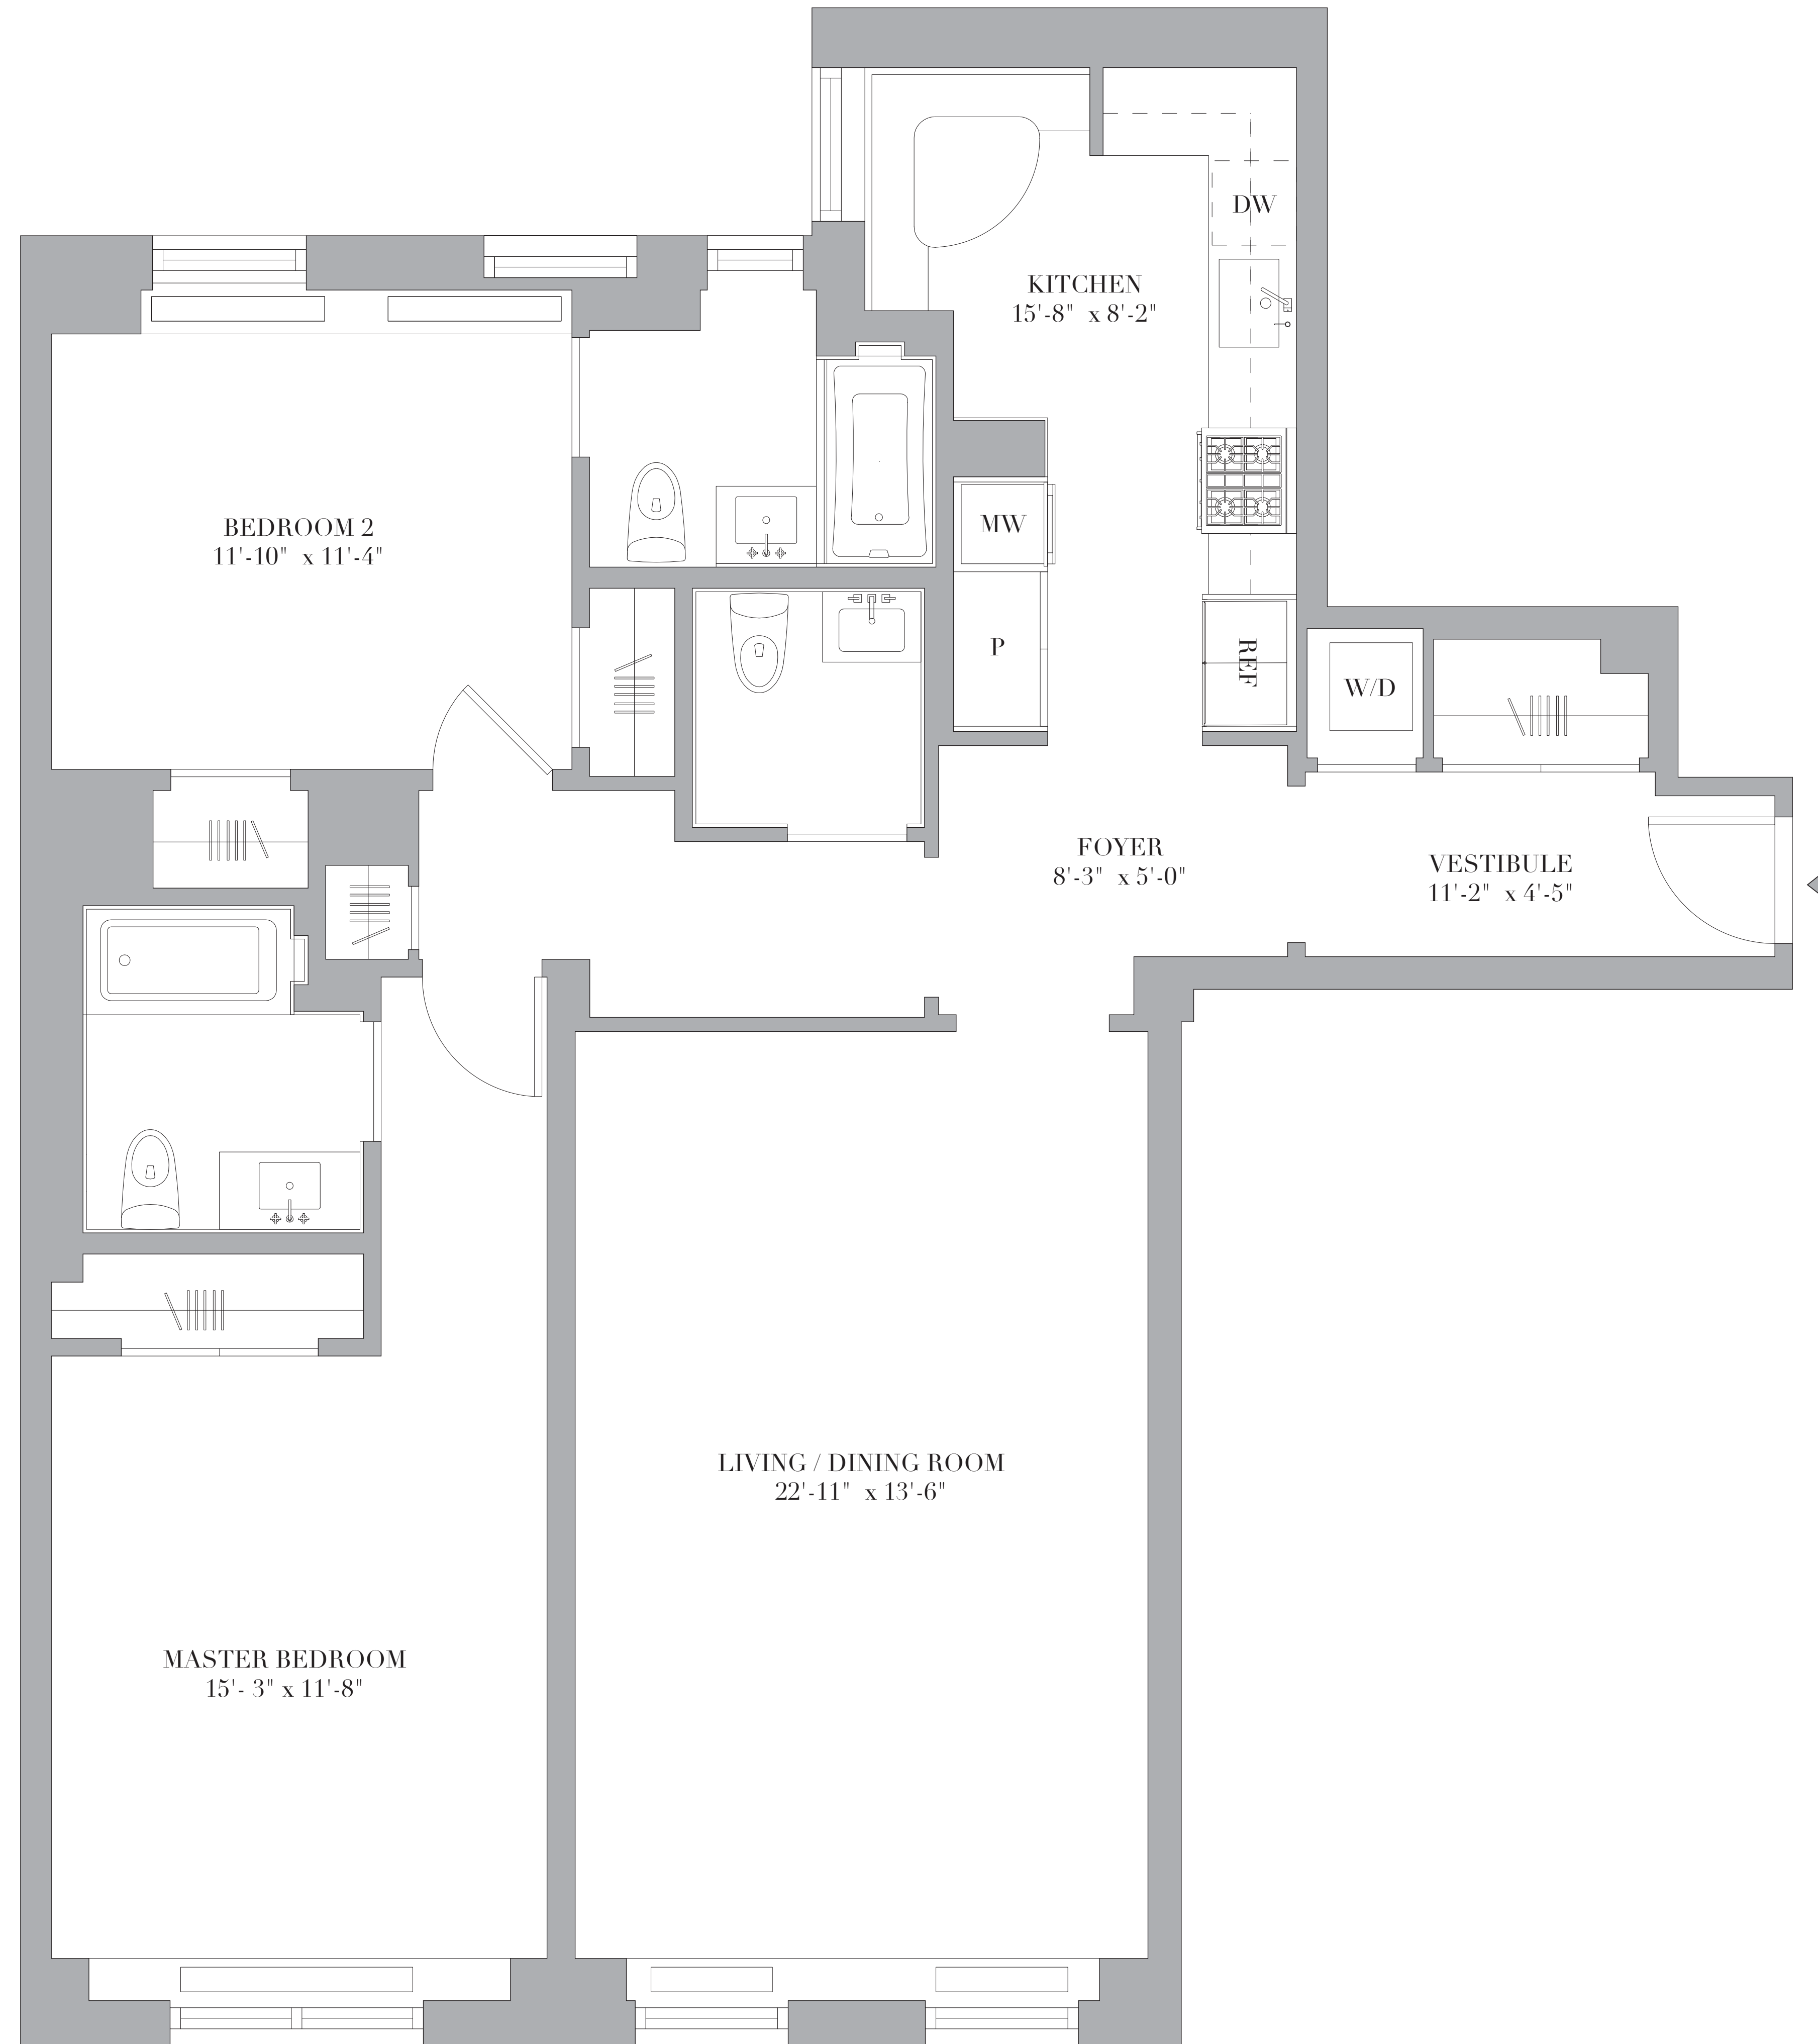 DW
KITCHEN
15'-8" x 8'-2"
BEDROOM 2
11'-10" x 11'-4"
MW
P
REF
W/D
FOYER
8'-3" x 5'-0"
VESTIBULE
11'-2" x 4'-5"
LIVING / DINING ROOM
22'-11" x 13'-6"
MASTER BEDROOM
15'- 3" x 11'-8"